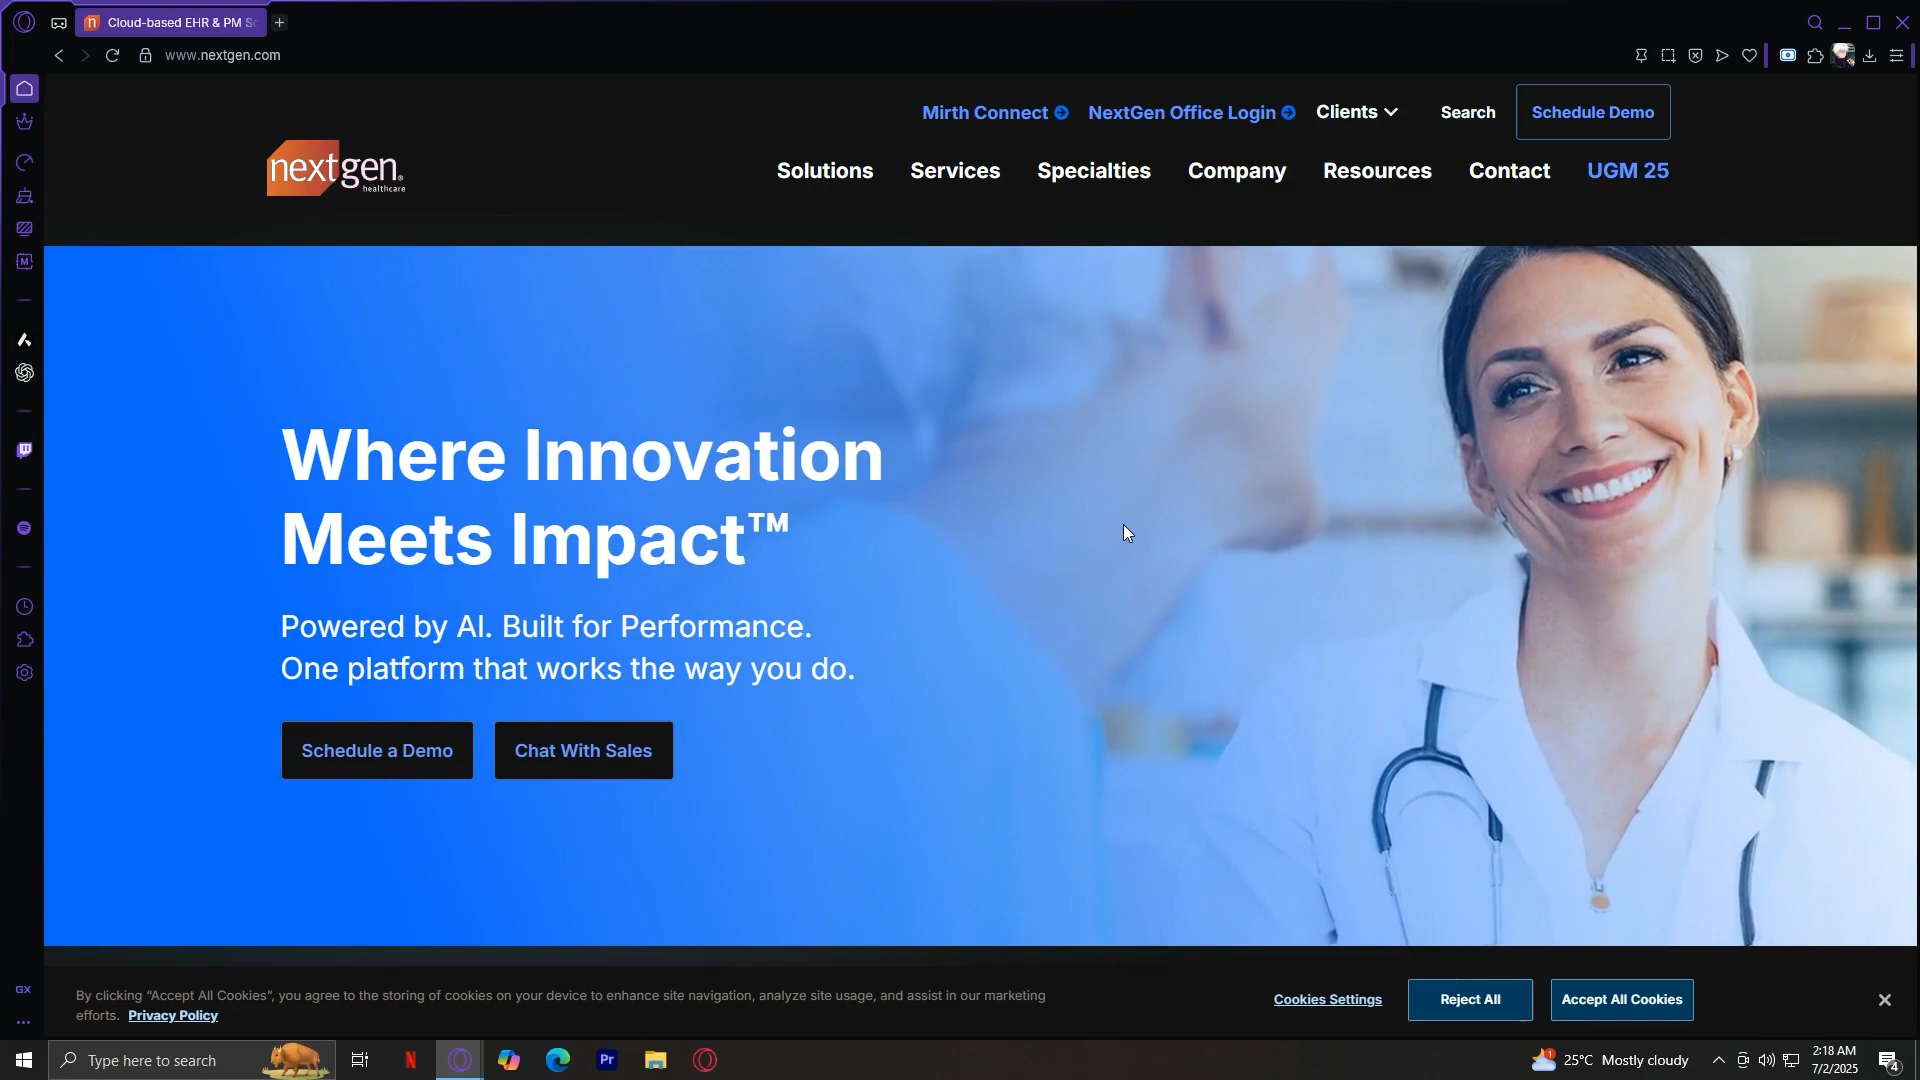 Cloud-based EHR & PM S
www.nextgen.com
Mirth Connect
NextGen Office Login
Clients
Search
Schedule Demo
nextgen.
healthcare
Solutions
Services
Specialties
Company
Resources
Contact
UGM 25
Where Innovation
Meets Impact™
Powered by AI. Built for Performance.
One platform that works the way you do.
Schedule a Demo
Chat With Sales
GX
By clicking “Accept All Cookies”, you agree to the storing of cookies on your device to enhance site navigation, analyze site usage, and assist in our marketing
efforts. Privacy Policy
Cookies Settings
Reject All
Accept All Cookies
Type here to search
Pr
1
25°C Mostly cloudy
2:18 AM
7/2/2025
4